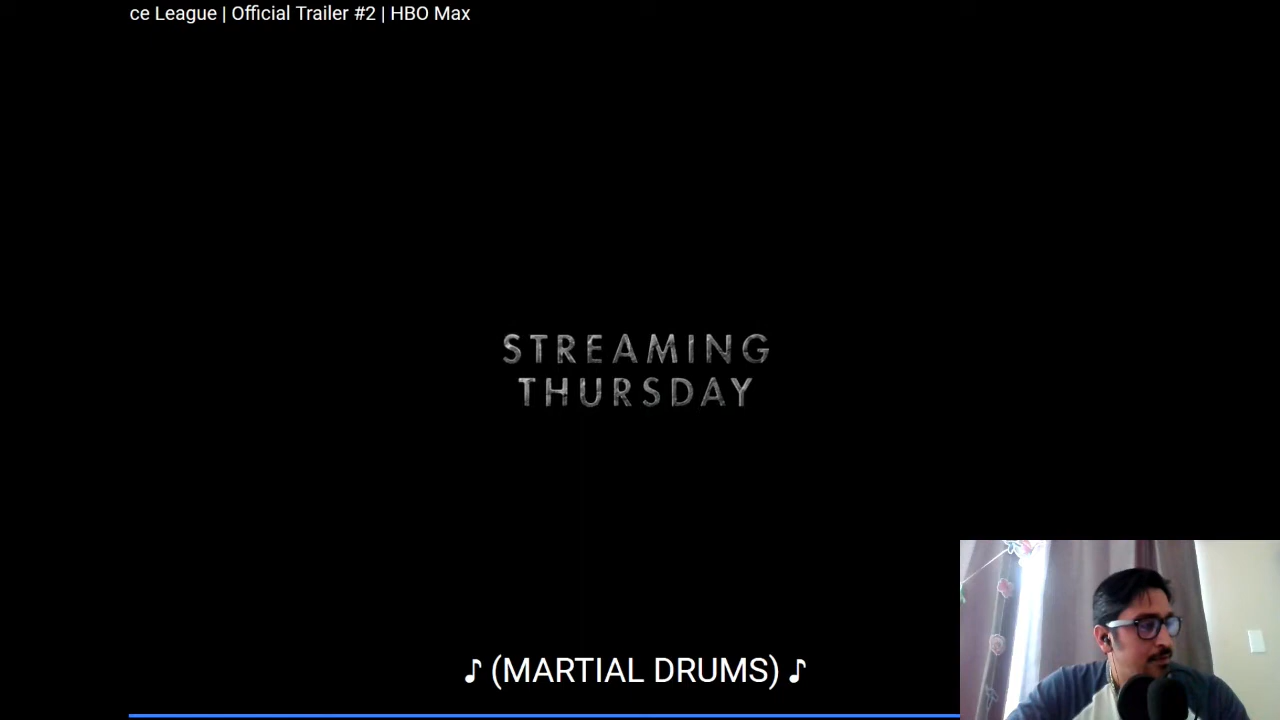 ce League | Official Trailer #2 | HBO Max
STREAMING
THURSDAY
♪ (MARTIAL DRUMS) ♪